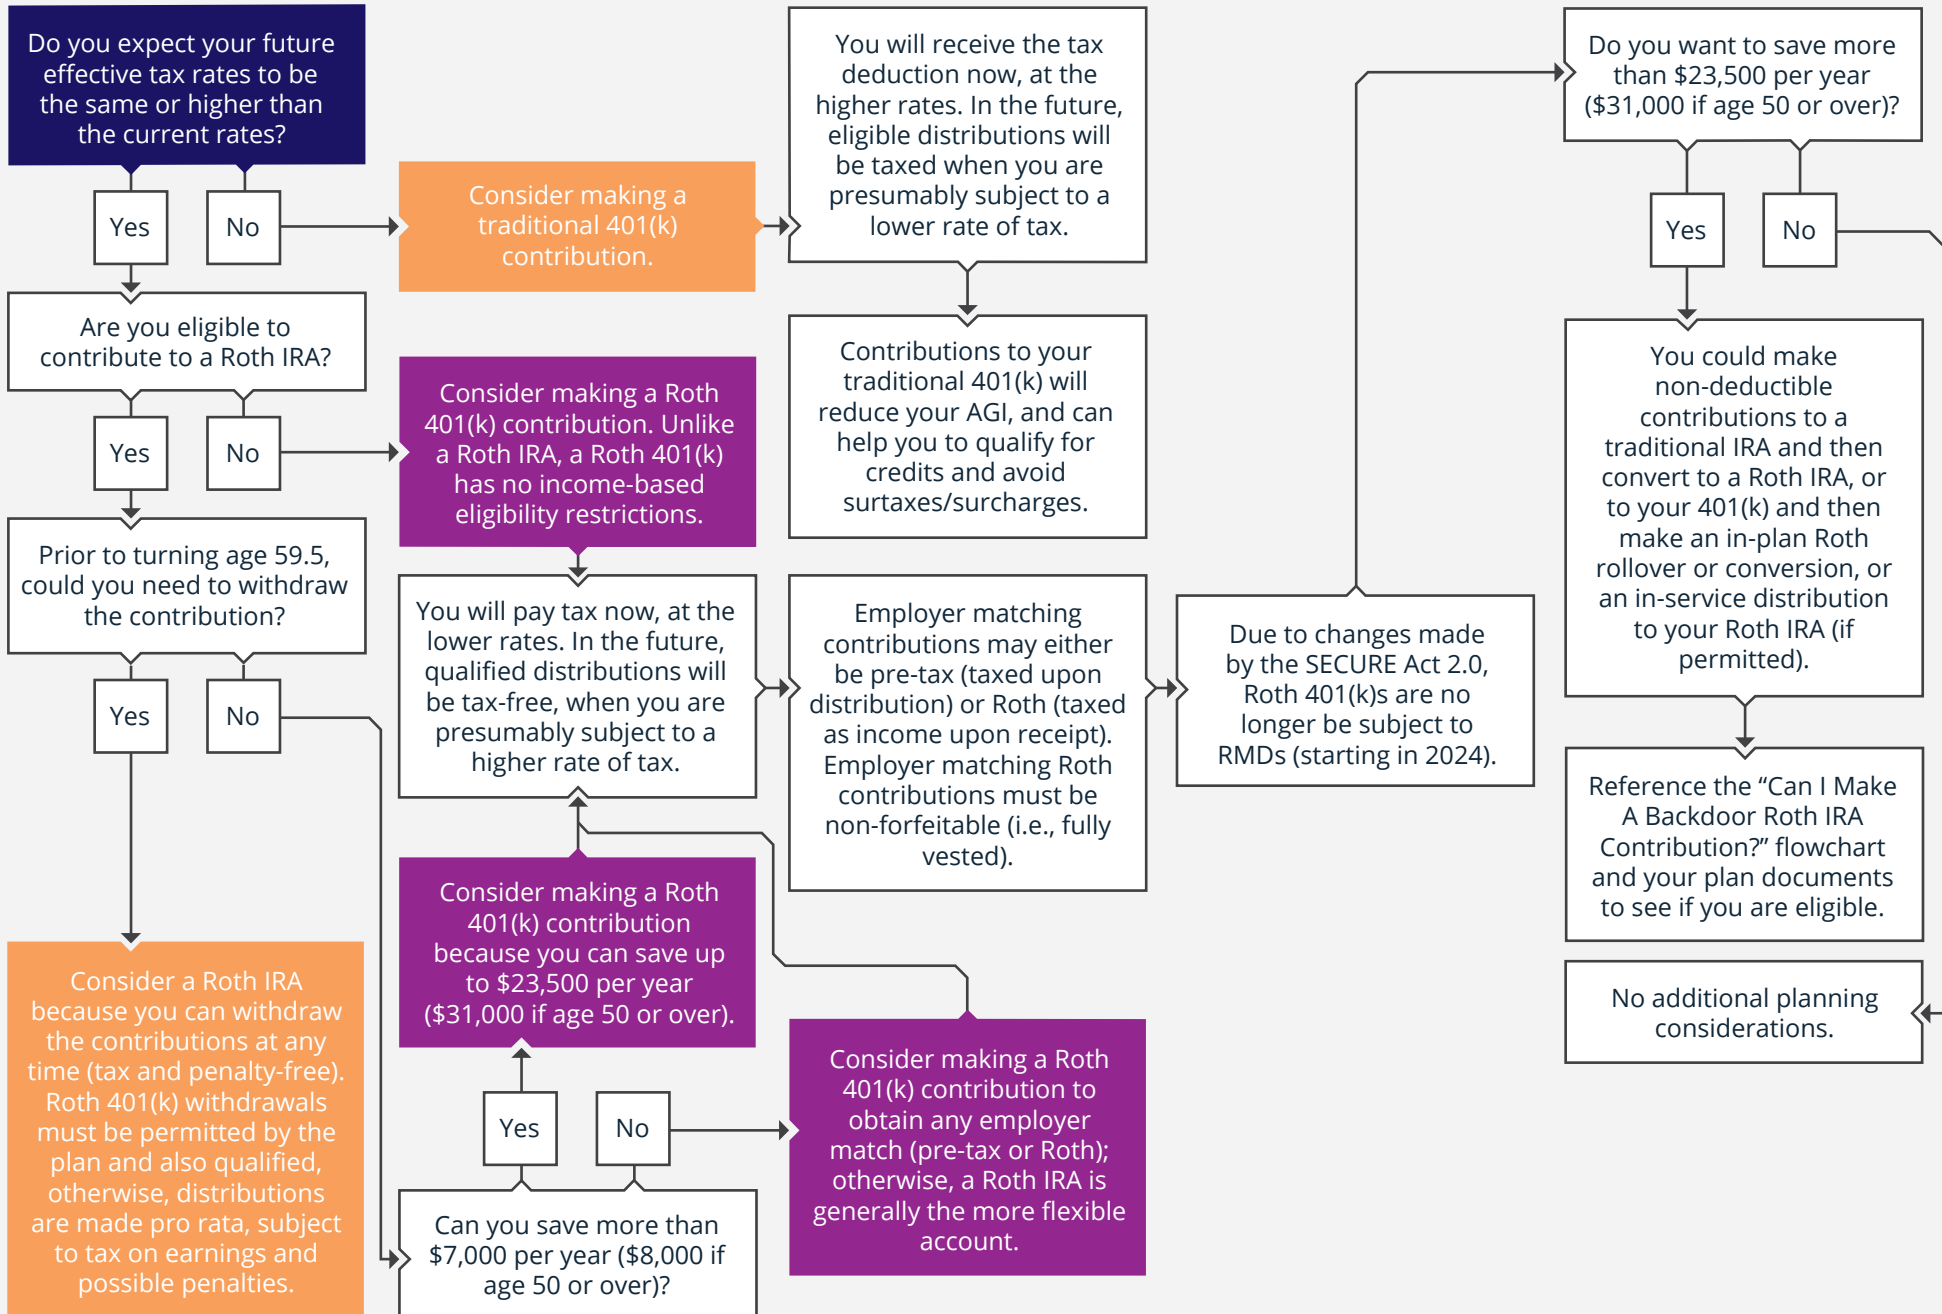 Do you expect your future
effective tax rates to be
the same or higher than
the current rates?
Yes
No
Consider making a
traditional 401(k)
contribution.
You will receive the tax
deduction now, at the
higher rates. In the future,
eligible distributions will
be taxed when you are
presumably subject to a
lower rate of tax.
Contributions to your
traditional 401(k) will
reduce your AGI, and can
help you to qualify for
credits and avoid
surtaxes/surcharges.
Are you eligible to
contribute to a Roth IRA?
Yes
No
Consider making a Roth
401(k) contribution. Unlike
a Roth IRA, a Roth 401(k)
has no income-based
eligibility restrictions.
Prior to turning age 59.5,
could you need to withdraw
the contribution?
Yes
No
Consider a Roth IRA
because you can withdraw
the contributions at any
time (tax and penalty-free).
Roth 401(k) withdrawals
must be permitted by the
plan and also qualified,
otherwise, distributions
are made pro rata, subject
to tax on earnings and
possible penalties.
Can you save more than
$7,000 per year ($8,000 if
age 50 or over)?
Yes
No
Consider making a Roth
401(k) contribution
because you can save up
to $23,500 per year
($31,000 if age 50 or over).
Consider making a Roth
401(k) contribution to
obtain any employer
match (pre-tax or Roth);
otherwise, a Roth IRA is
generally the more flexible
account.
You will pay tax now, at the
lower rates. In the future,
qualified distributions will
be tax-free, when you are
presumably subject to a
higher rate of tax.
Employer matching
contributions may either
be pre-tax (taxed upon
distribution) or Roth (taxed
as income upon receipt).
Employer matching Roth
contributions must be
non-forfeitable (i.e., fully
vested).
Due to changes made
by the SECURE Act 2.0,
Roth 401(k)s are no
longer be subject to
RMDs (starting in 2024).
Do you want to save more
than $23,500 per year
($31,000 if age 50 or over)?
Yes
No
You could make
non-deductible
contributions to a
traditional IRA and then
convert to a Roth IRA, or
to your 401(k) and then
make an in-plan Roth
rollover or conversion, or
an in-service distribution
to your Roth IRA (if
permitted).
Reference the “Can I Make
A Backdoor Roth IRA
Contribution?” flowchart
and your plan documents
to see if you are eligible.
No additional planning
considerations.